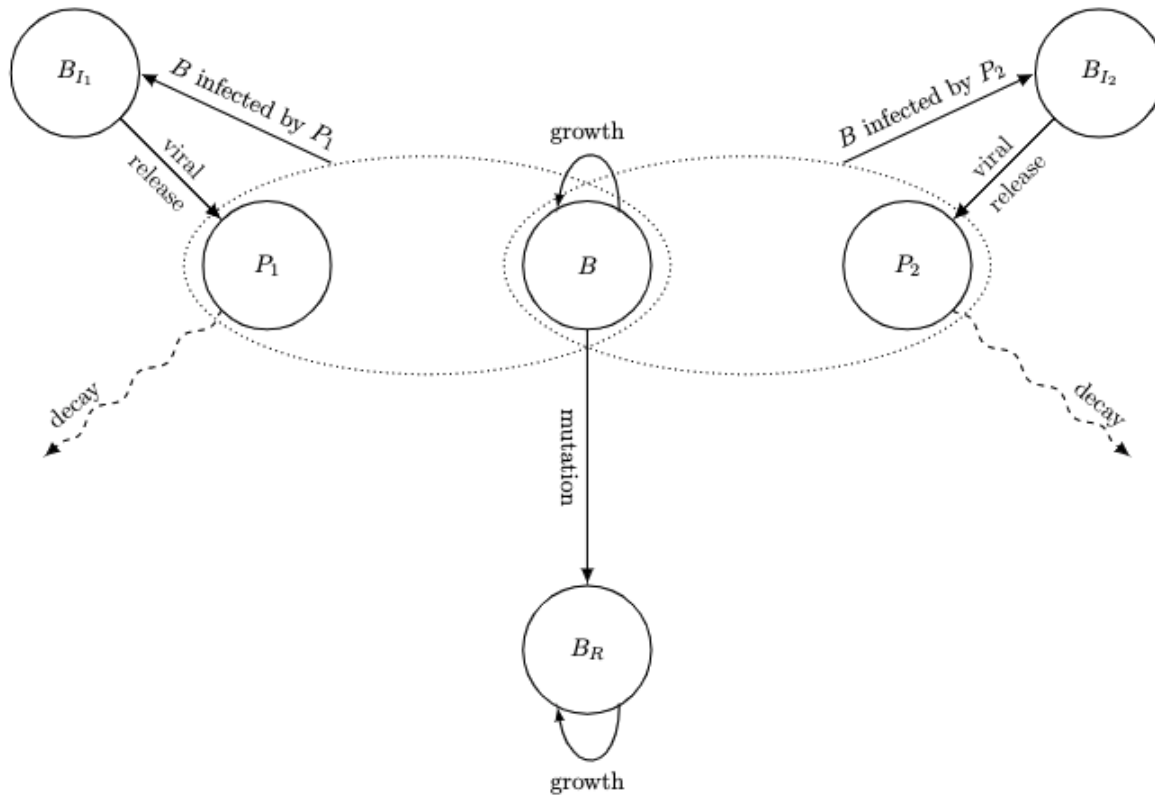 B_{I_1}
B infected by P_1
viral
release
B_{I_2}
B infected by P_2
viral
release
growth
P_1
B
P_2
decay
decay
mutation
B_R
growth